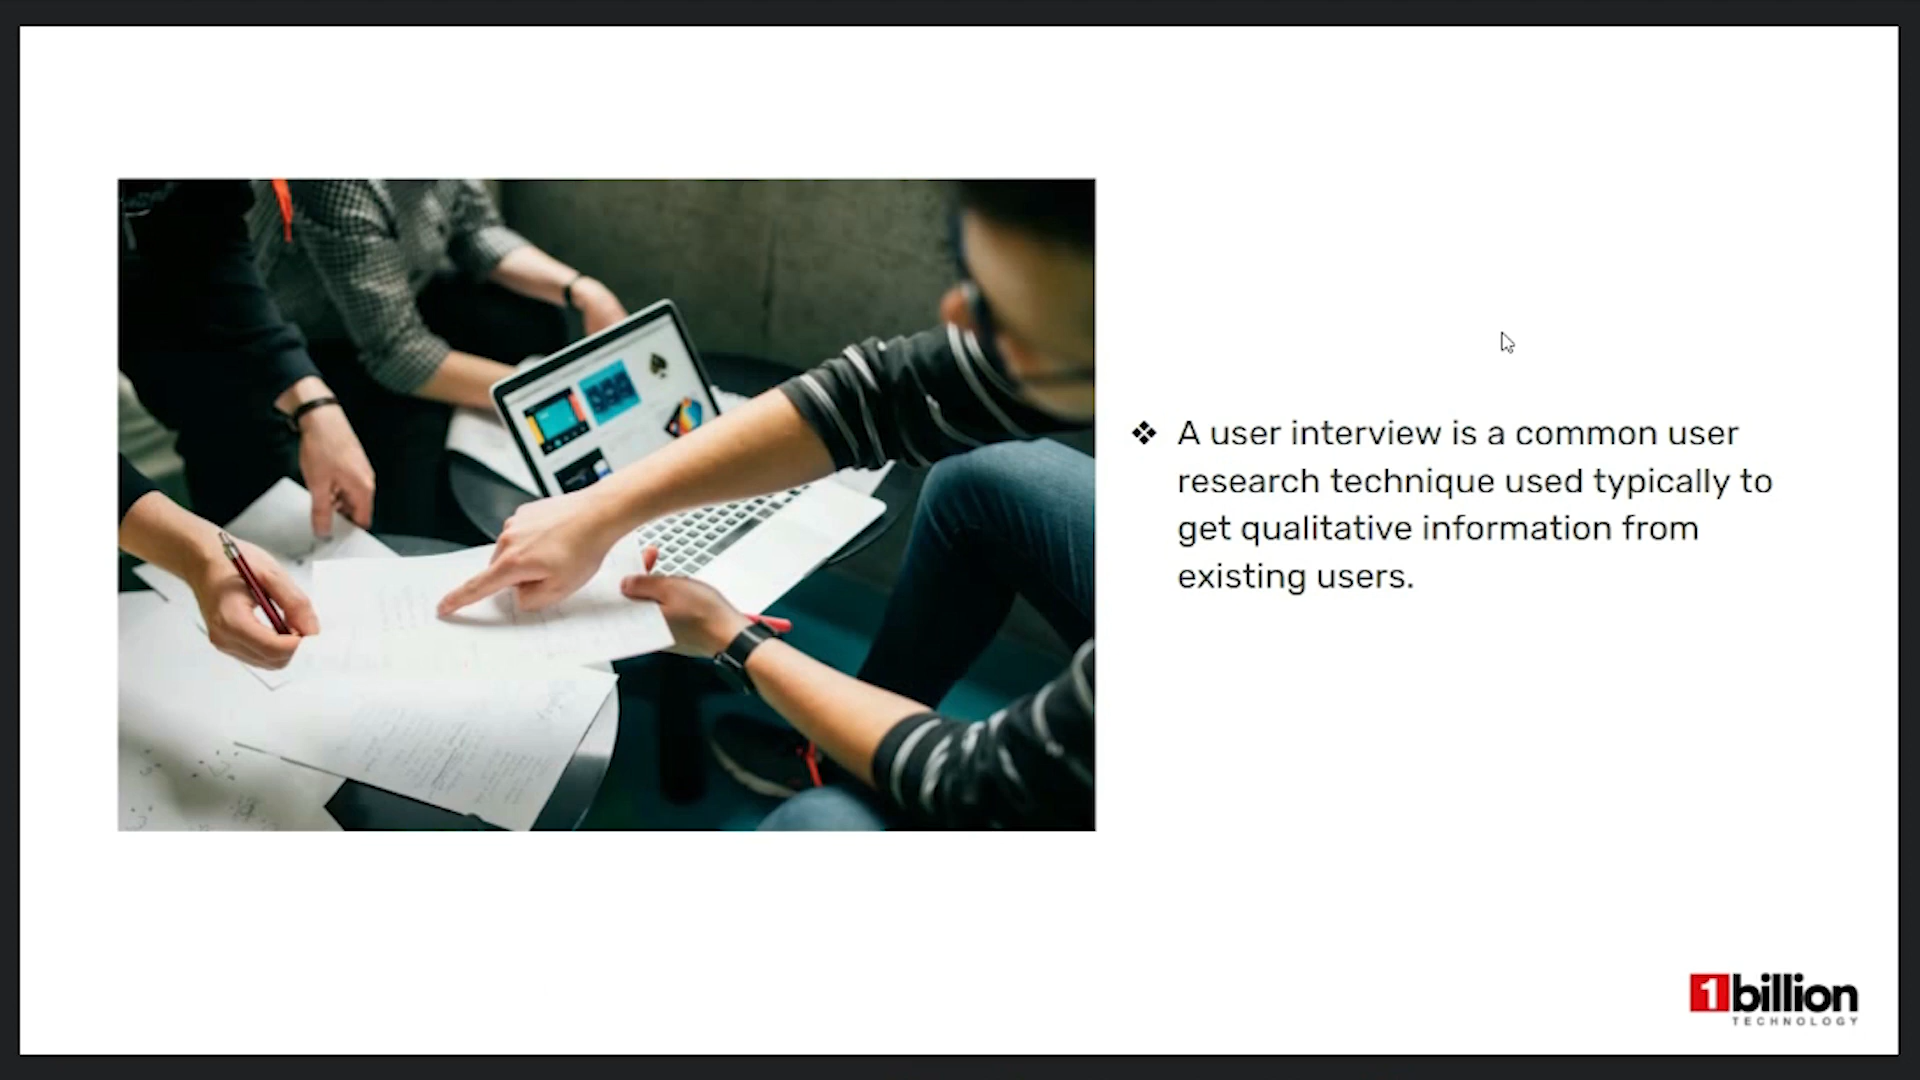 ❖ A user interview is a common user
research technique used typically to
get qualitative information from
existing users.
1billion
TECHNOLOGY